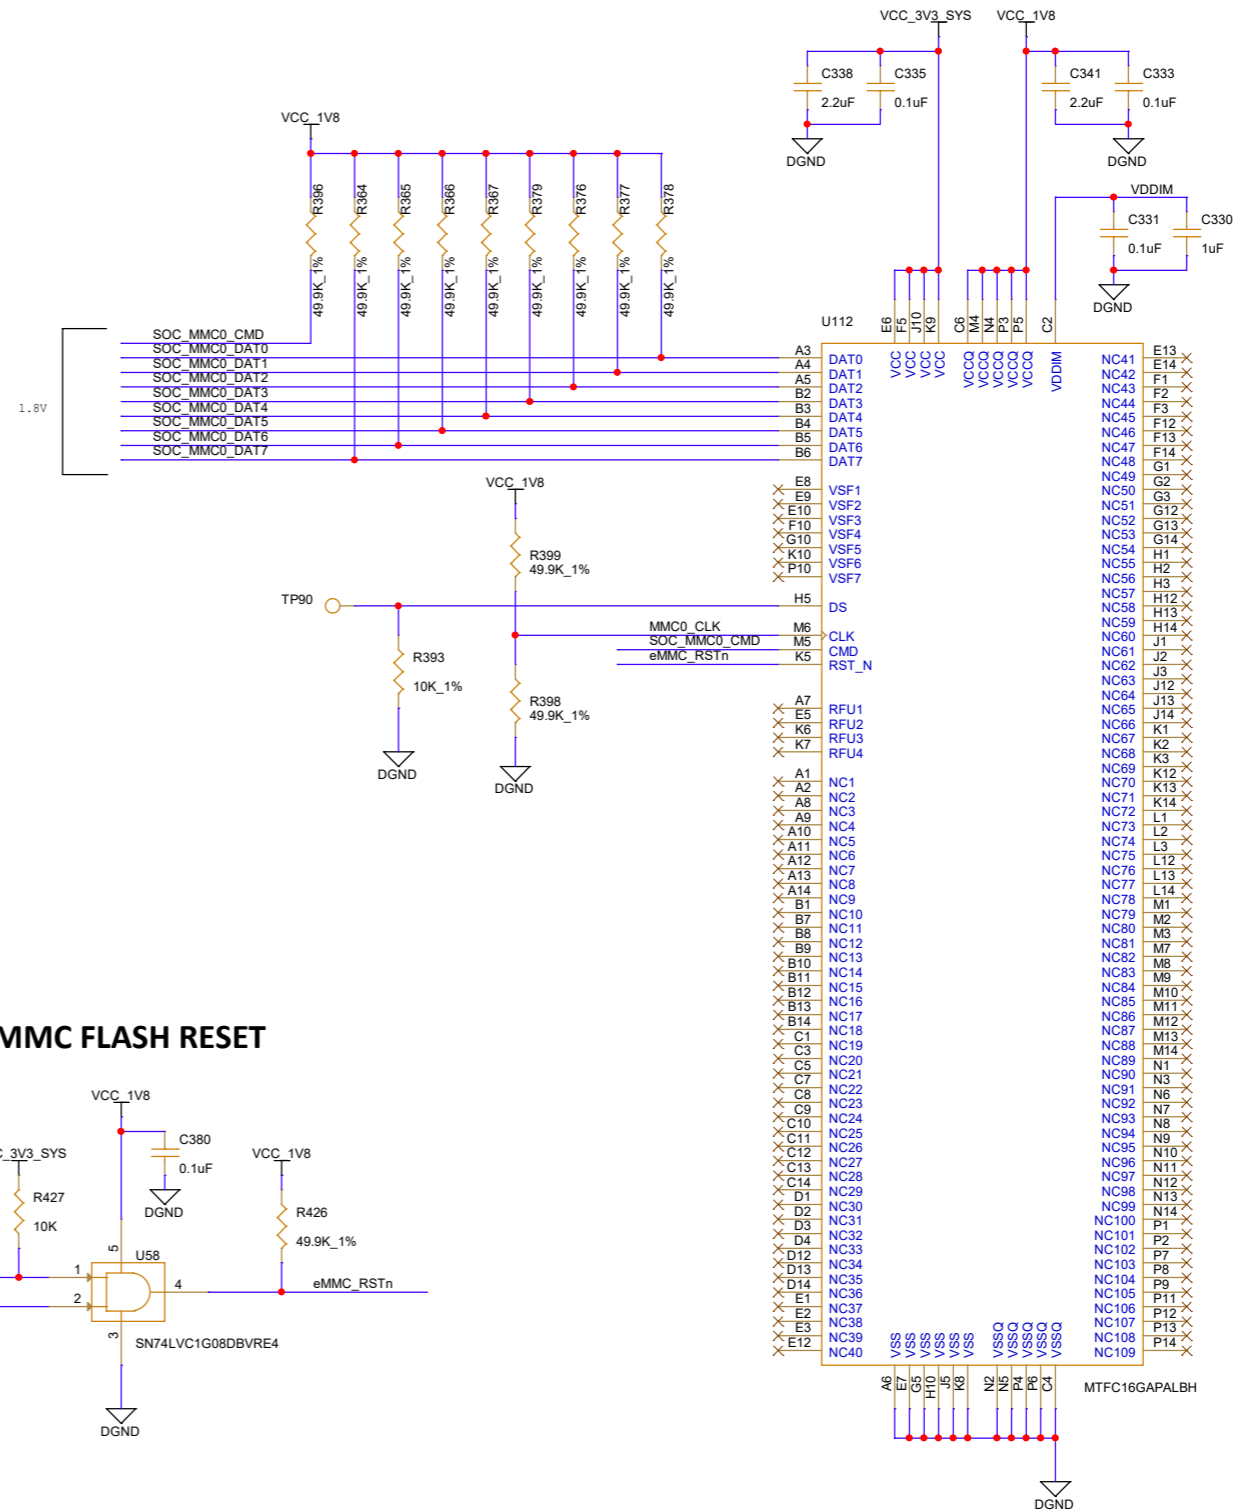 VCC_3V3_SYS VCC_1V8
C338 C335 C341 C333
2.2uF 0.1uF 2.2uF 0.1uF
DGND DGND
VCC_1V8
VDDIM
C331 C330
0.1uF 1uF
DGND
R396 R364 R365 R366 R367 R379 R376 R377 R378
49.9K_1% 49.9K_1% 49.9K_1% 49.9K_1% 49.9K_1% 49.9K_1% 49.9K_1% 49.9K_1% 49.9K_1%
U112
E6 F5 J10 K9 C6 M4 N4 P3 P5 C2
VCC VCC VCC VCC VCCQ VCCQ VCCQ VCCQ VCCQ VDDIM
1.8V
SOC_MMC0_CMD
SOC_MMC0_DAT0
SOC_MMC0_DAT1
SOC_MMC0_DAT2
SOC_MMC0_DAT3
SOC_MMC0_DAT4
SOC_MMC0_DAT5
SOC_MMC0_DAT6
SOC_MMC0_DAT7
A3 DAT0
A4 DAT1
A5 DAT2
B2 DAT3
B3 DAT4
B4 DAT5
B5 DAT6
B6 DAT7
E8 VSF1
E9 VSF2
E10 VSF3
F10 VSF4
G10 VSF5
K10 VSF6
P10 VSF7
VCC_1V8
R399
49.9K_1%
TP90
H5 DS
MMC0_CLK M6 CLK
SOC_MMC0_CMD M5 CMD
eMMC_RSTn K5 RST_N
R393
10K_1%
R398
49.9K_1%
DGND
DGND
A7 RFU1
E5 RFU2
K6 RFU3
K7 RFU4
A1 NC1
A2 NC2
A8 NC3
A9 NC4
A10 NC5
A11 NC6
A12 NC7
A13 NC8
A14 NC9
B1 NC10
B7 NC11
B8 NC12
B9 NC13
B10 NC14
B11 NC15
B12 NC16
B13 NC17
B14 NC18
C1 NC19
C3 NC20
C5 NC21
C7 NC22
C8 NC23
C9 NC24
C10 NC25
C11 NC26
C12 NC27
C13 NC28
C14 NC29
D1 NC30
D2 NC31
D3 NC32
D4 NC33
D12 NC34
D13 NC35
D14 NC36
E1 NC37
E2 NC38
E3 NC39
E12 NC40
NC41 E13
NC42 E14
NC43 F1
NC44 F2
NC45 F3
NC46 F12
NC47 F13
NC48 F14
NC49 G1
NC50 G2
NC51 G3
NC52 G12
NC53 G13
NC54 G14
NC55 H1
NC56 H2
NC57 H3
NC58 H12
NC59 H13
NC60 H14
NC61 J1
NC62 J2
NC63 J3
NC64 J12
NC65 J13
NC66 J14
NC67 K1
NC68 K2
NC69 K3
NC70 K12
NC71 K13
NC72 K14
NC73 L1
NC74 L2
NC75 L3
NC76 L12
NC77 L13
NC78 L14
NC79 M1
NC80 M2
NC81 M3
NC82 M7
NC83 M8
NC84 M9
NC85 M10
NC86 M11
NC87 M12
NC88 M13
NC89 M14
NC90 N1
NC91 N3
NC92 N6
NC93 N7
NC94 N8
NC95 N9
NC96 N10
NC97 N11
NC98 N12
NC99 N13
NC100 N14
NC101 P1
NC102 P2
NC103 P7
NC104 P8
NC105 P9
NC106 P11
NC107 P12
NC108 P13
NC109 P14
VSS VSS VSS VSS VSS VSS VSSQ VSSQ VSSQ VSSQ VSSQ
A6 E7 G5 H10 J5 K8 N2 N5 P4 P6 C4
MTFC16GAPALBH
DGND
MMC FLASH RESET
VCC_1V8
C380
0.1uF
DGND
C_3V3_SYS
R427
10K
VCC_1V8
R426
49.9K_1%
5 U58
1
2
4 eMMC_RSTn
3
SN74LVC1G08DBVRE4
DGND